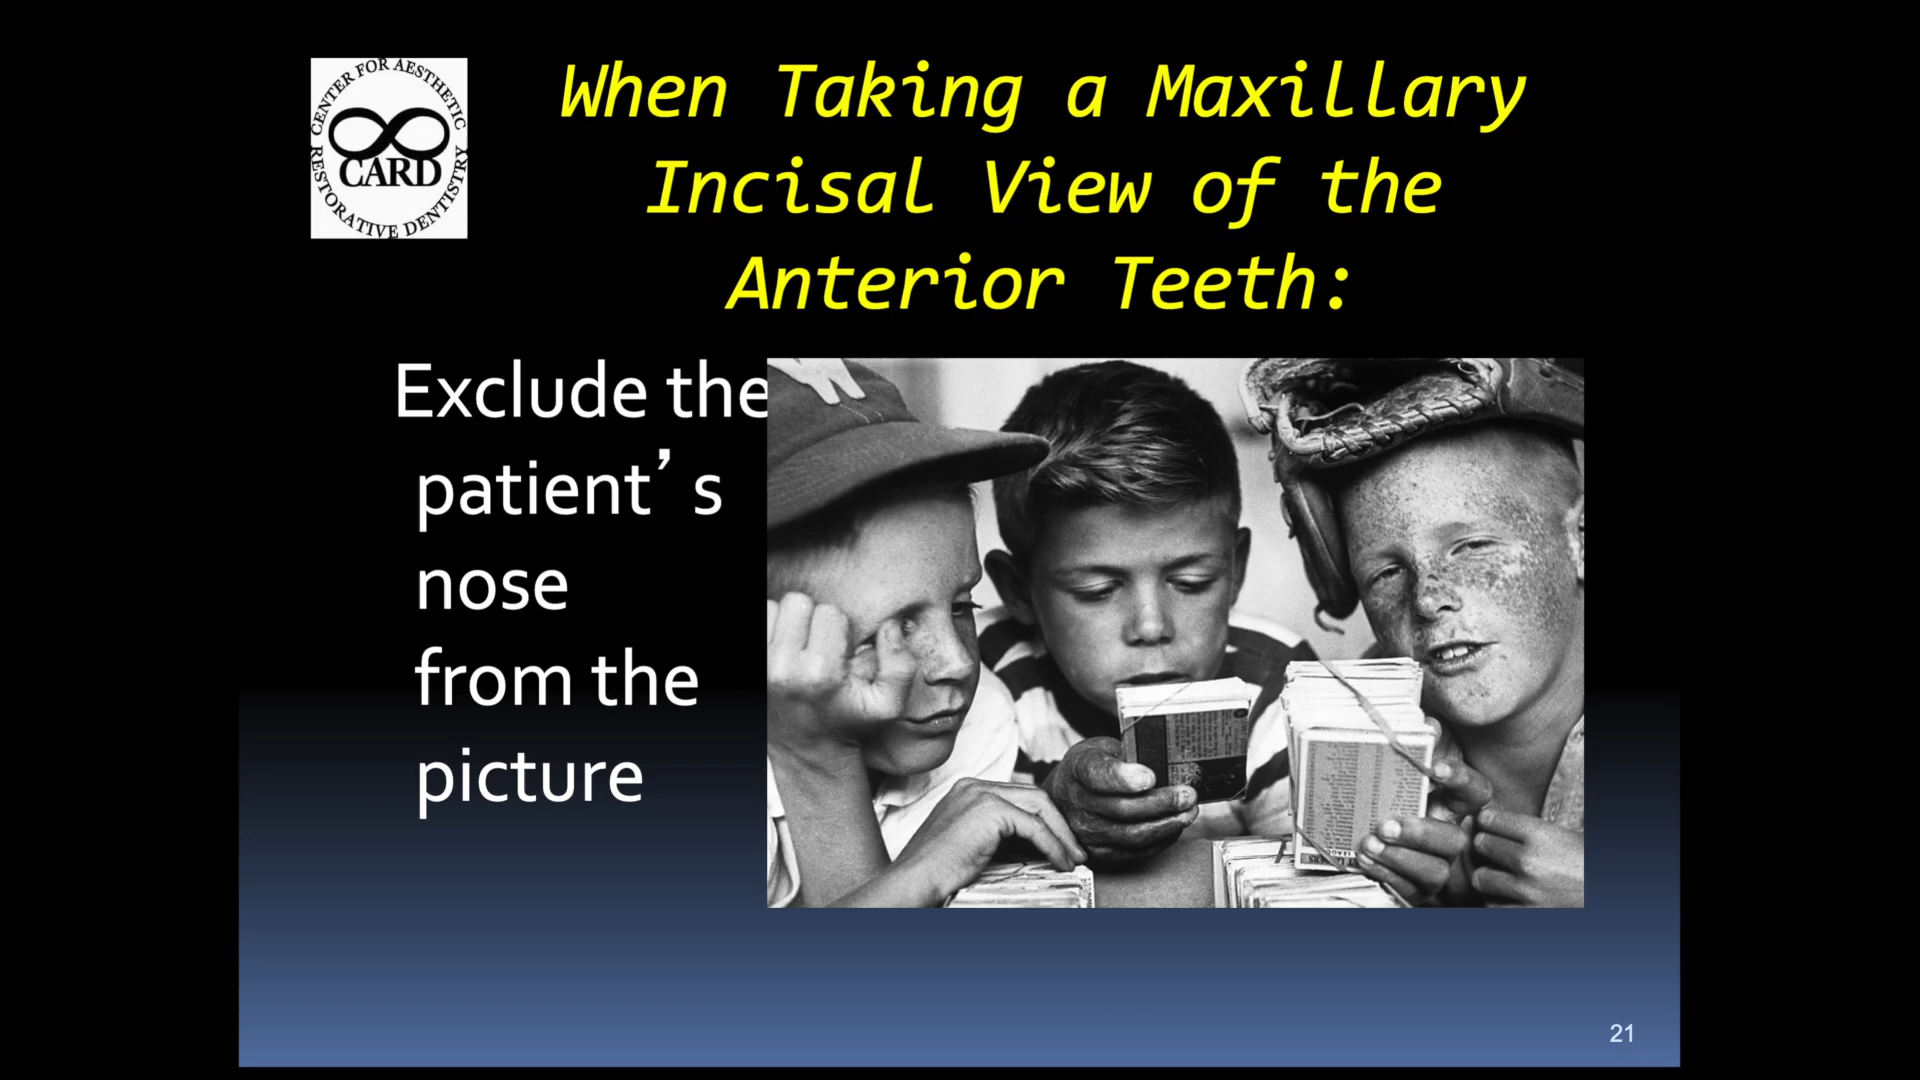 CENTER FOR AESTHETIC
CARD
RESTORATIVE DENTISTRY
When Taking a Maxillary
Incisal View of the
Anterior Teeth:
Exclude the
patient’s
nose
from the
picture
21